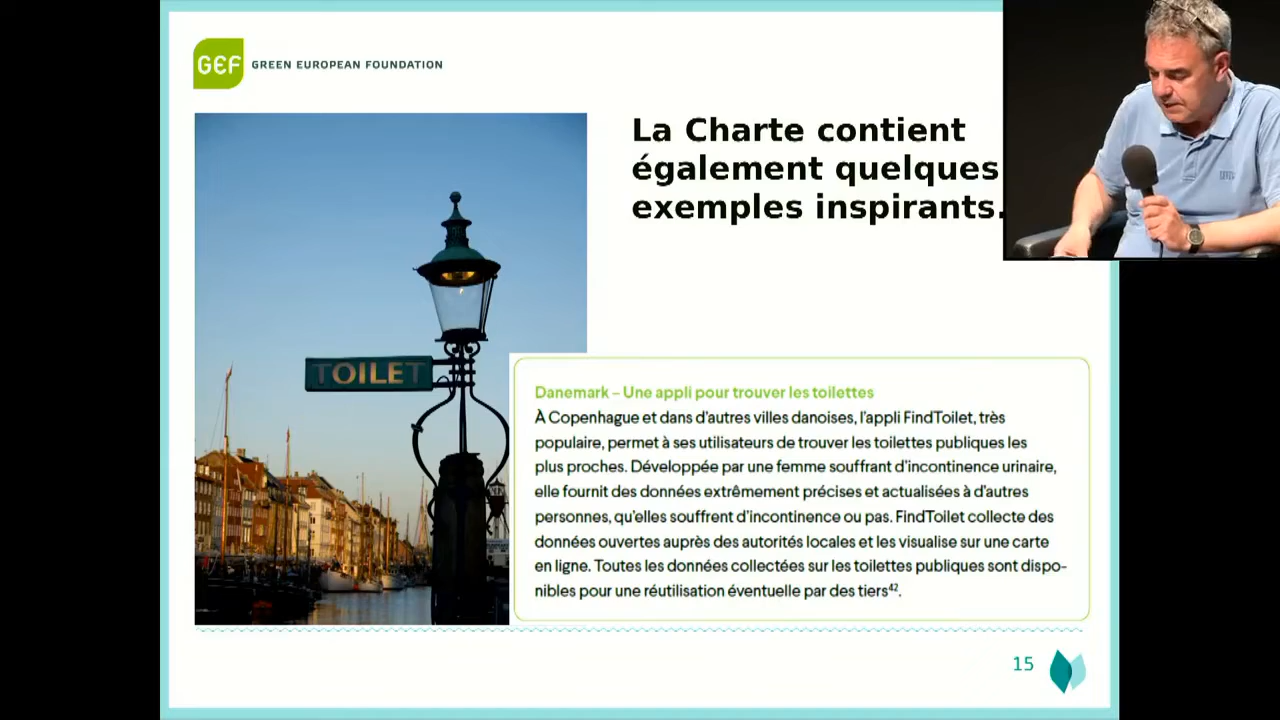 GEF GREEN EUROPEAN FOUNDATION
La Charte contient
également quelques
exemples inspirants.
TOILET
Danemark – Une appli pour trouver les toilettes
À Copenhague et dans d'autres villes danoises, l'appli FindToilet, très
populaire, permet à ses utilisateurs de trouver les toilettes publiques les
plus proches. Développée par une femme souffrant d'incontinence urinaire,
elle fournit des données extrêmement précises et actualisées à d'autres
personnes, qu'elles souffrent d'incontinence ou pas. FindToilet collecte des
données ouvertes auprès des autorités locales et les visualise sur une carte
en ligne. Toutes les données collectées sur les toilettes publiques sont dispo-
nibles pour une réutilisation éventuelle par des tiers⁴².
15